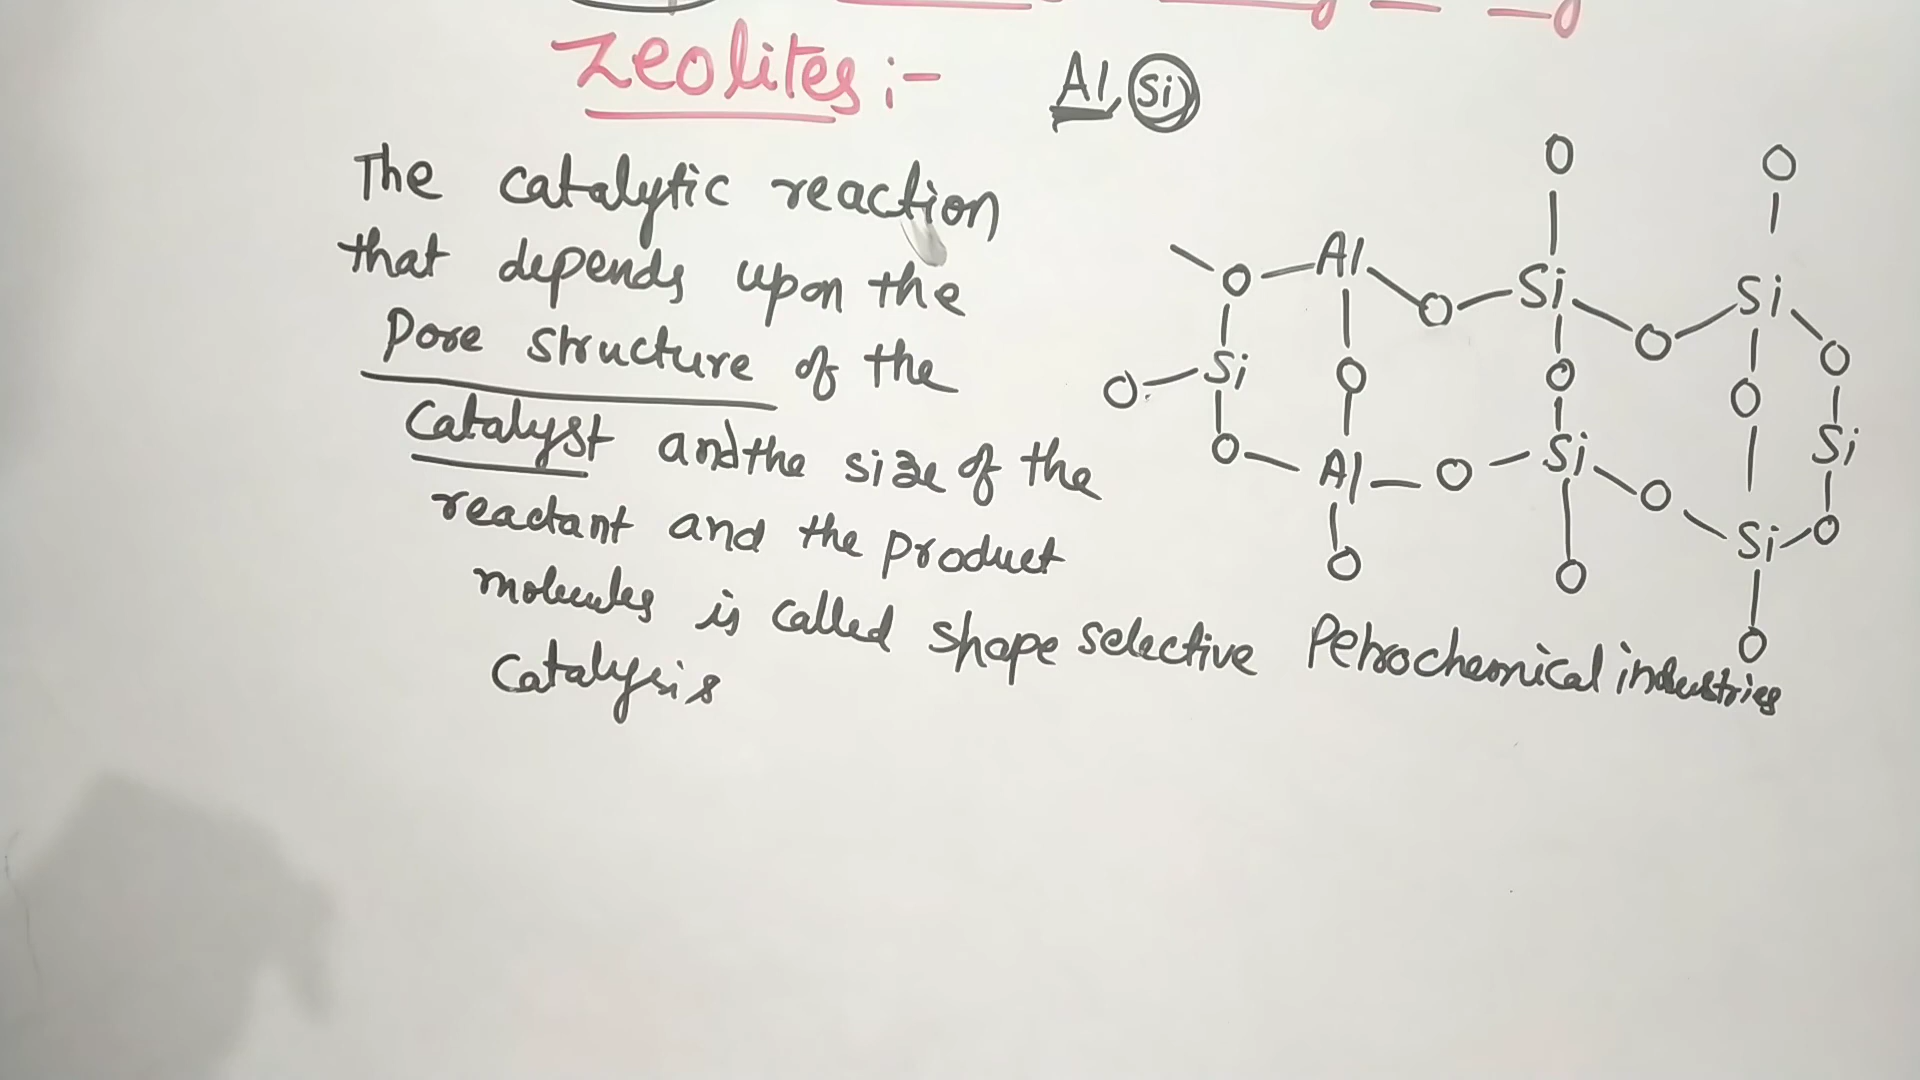 Zeolites :-
Al, Si
The catalytic reaction
that depends upon the
Pore structure of the
Catalyst and the size of the
reactant and the product
molecules is called shape selective
Catalysis
O O
O Al Si Si
O O O
O Si O O O Si
O Al O Si O
Si O
O O
O
Petrochemical industries